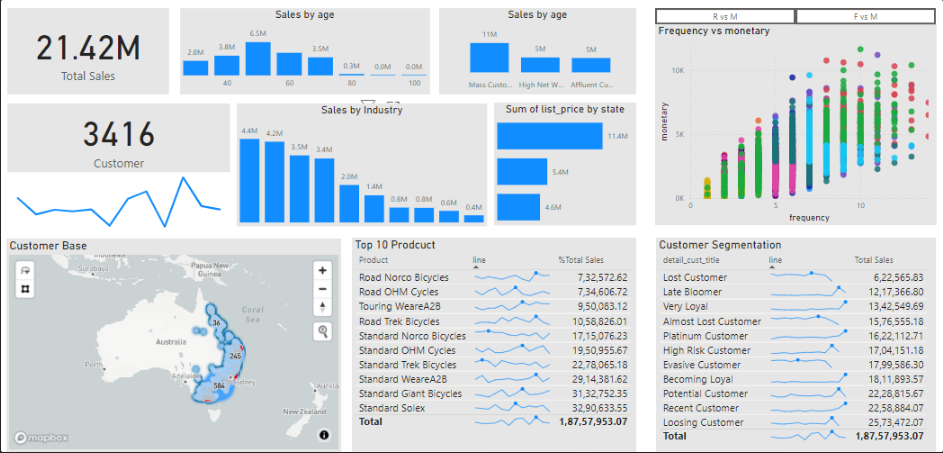 21.42M
Total Sales
Sales by age
2.8M
3.8M
6.5M
3.5M
0.3M
0.0M
0.0M
40
60
80
100
Sales by age
11M
5M
5M
Mass Custo...
High Net W...
Affluent Cu...
R vs M
F vs M
Frequency vs monetary
monetary
10K
5K
0K
0
5
10
frequency
3416
Customer
Sales by Industry
4.4M
4.2M
3.5M
3.4M
2.0M
1.4M
0.8M
0.8M
0.6M
0.4M
Sum of list_price by state
11.4M
5.4M
4.6M
Customer Base
Surabaya
Papua New
Guinea
Coral
Sea
Australia
Perth
Adelaide
Sydney
Auckla
New Zealand
36
245
584
mapbox
Top 10 Prodcuct
Product line %Total Sales
Road Norco Bicycles 7,32,572.62
Road OHM Cycles 7,34,606.72
Touring WeareA2B 9,50,083.12
Road Trek Bicycles 10,58,826.01
Standard Norco Bicycles 17,15,076.23
Standard OHM Cycles 19,50,955.67
Standard Trek Bicycles 22,78,065.18
Standard WeareA2B 29,14,381.62
Standard Giant Bicycles 31,32,752.35
Standard Solex 32,90,633.55
Total 1,87,57,953.07
Customer Segmentation
detail_cust_title line Total Sales
Lost Customer 6,22,565.83
Late Bloomer 12,17,366.80
Very Loyal 13,42,549.69
Almost Lost Customer 15,76,555.18
Platinum Customer 16,22,112.71
High Risk Customer 17,04,151.18
Evasive Customer 17,99,586.30
Becoming Loyal 18,11,893.57
Potential Customer 22,28,815.67
Recent Customer 22,58,884.07
Loosing Customer 25,73,472.07
Total 1,87,57,953.07